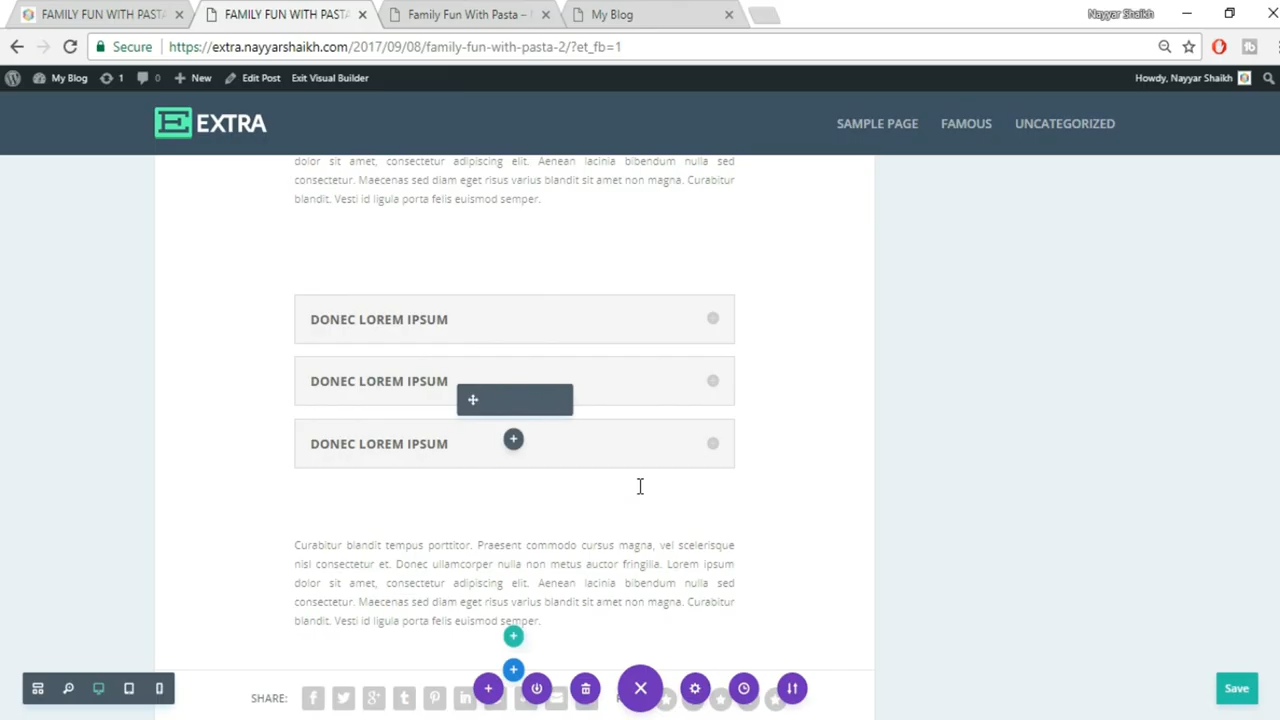 FAMILY FUN WITH PASTA
FAMILY FUN WITH PASTA
Family Fun With Pasta –
My Blog
Nayyar Shaikh
Secure
https://extra.nayyarshaikh.com/2017/09/08/family-fun-with-pasta-2/?et_fb=1
My Blog
1
0
New
Edit Post
Exit Visual Builder
Howdy, Nayyar Shaikh
E EXTRA
SAMPLE PAGE
FAMOUS
UNCATEGORIZED
dolor sit amet, consectetur adipiscing elit. Aenean lacinia bibendum nulla sed
consectetur. Maecenas sed diam eget risus varius blandit sit amet non magna. Curabitur
blandit. Vesti id ligula porta felis euismod semper.
DONEC LOREM IPSUM
DONEC LOREM IPSUM
DONEC LOREM IPSUM
Curabitur blandit tempus porttitor. Praesent commodo cursus magna, vel scelerisque
nisl consectetur et. Donec ullamcorper nulla non metus auctor fringilla. Lorem ipsum
dolor sit amet, consectetur adipiscing elit. Aenean lacinia bibendum nulla sed
consectetur. Maecenas sed diam eget risus varius blandit sit amet non magna. Curabitur
blandit. Vesti id ligula porta felis euismod semper.
SHARE:
Save